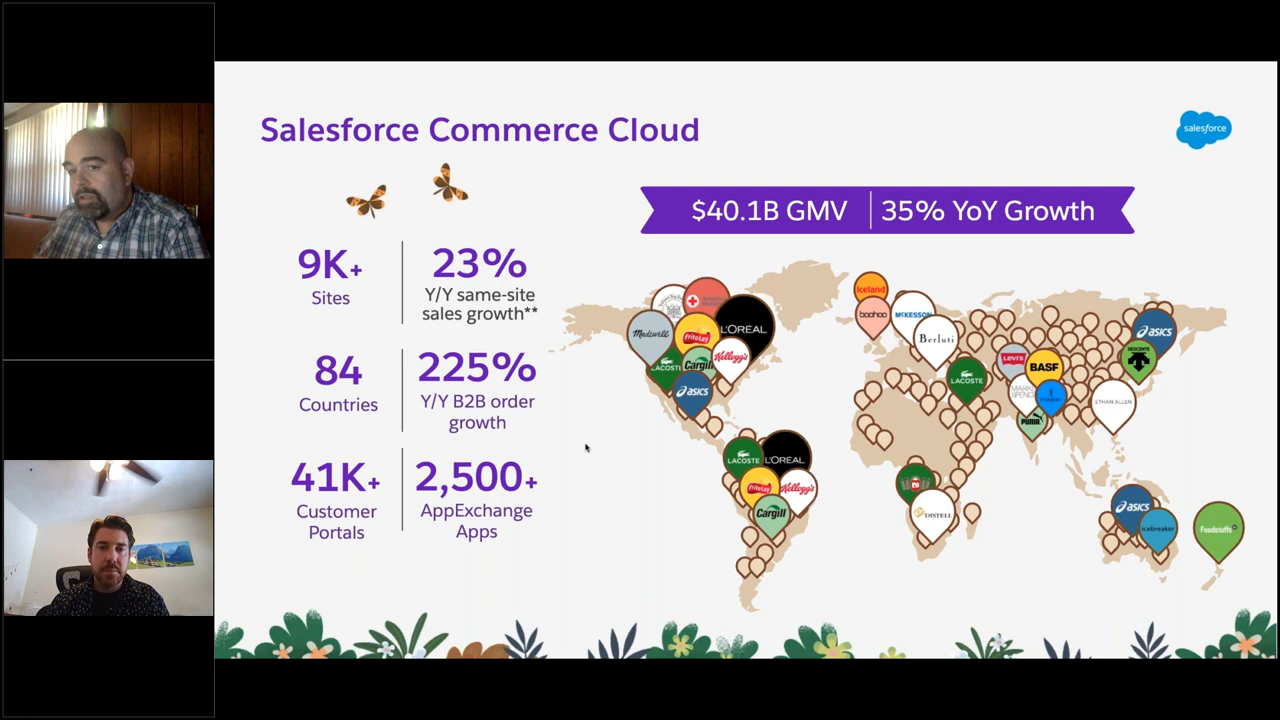 Salesforce Commerce Cloud
salesforce
$40.1B GMV
35% YoY Growth
9K+
Sites
23%
Y/Y same-site
sales growth**
84
Countries
225%
Y/Y B2B order
growth
41K+
Customer
Portals
2,500+
AppExchange
Apps
Madewell
fritolay
L'ORÉAL
Cargill
Kellogg's
LACOSTE
asics
LACOSTE
L'ORÉAL
fritolay
Kellogg's
Cargill
Iceland
boohoo
MCKESSON
Berluti
LACOSTE
LEVI'S
BASF
PUMA
ETHAN ALLEN
asics
DESCENTE
DISTELL
asics
icebreaker
Foodstuffs